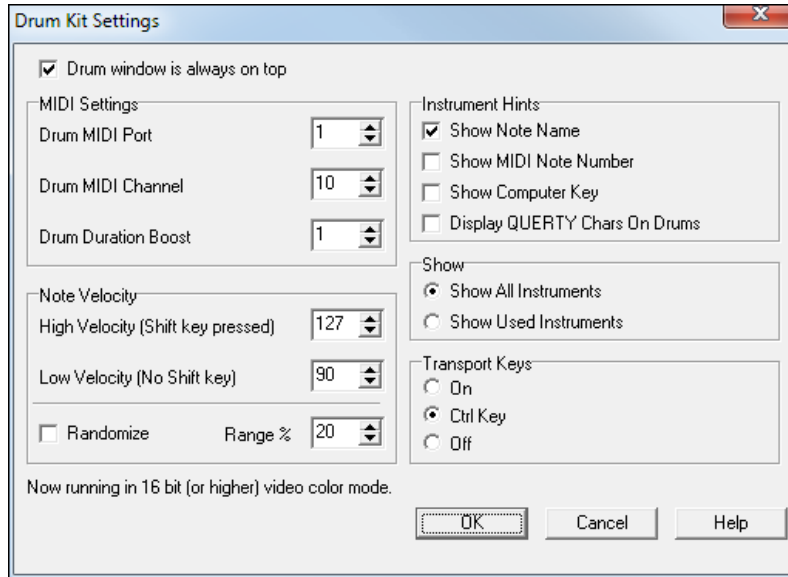 Drum Kit Settings
Drum window is always on top
MIDI Settings
Drum MIDI Port
1
Drum MIDI Channel
10
Drum Duration Boost
1
Note Velocity
High Velocity (Shift key pressed)
127
Low Velocity (No Shift key)
90
Randomize
Range %
20
Instrument Hints
Show Note Name
Show MIDI Note Number
Show Computer Key
Display QUERTY Chars On Drums
Show
Show All Instruments
Show Used Instruments
Transport Keys
On
Ctrl Key
Off
Now running in 16 bit (or higher) video color mode.
OK
Cancel
Help